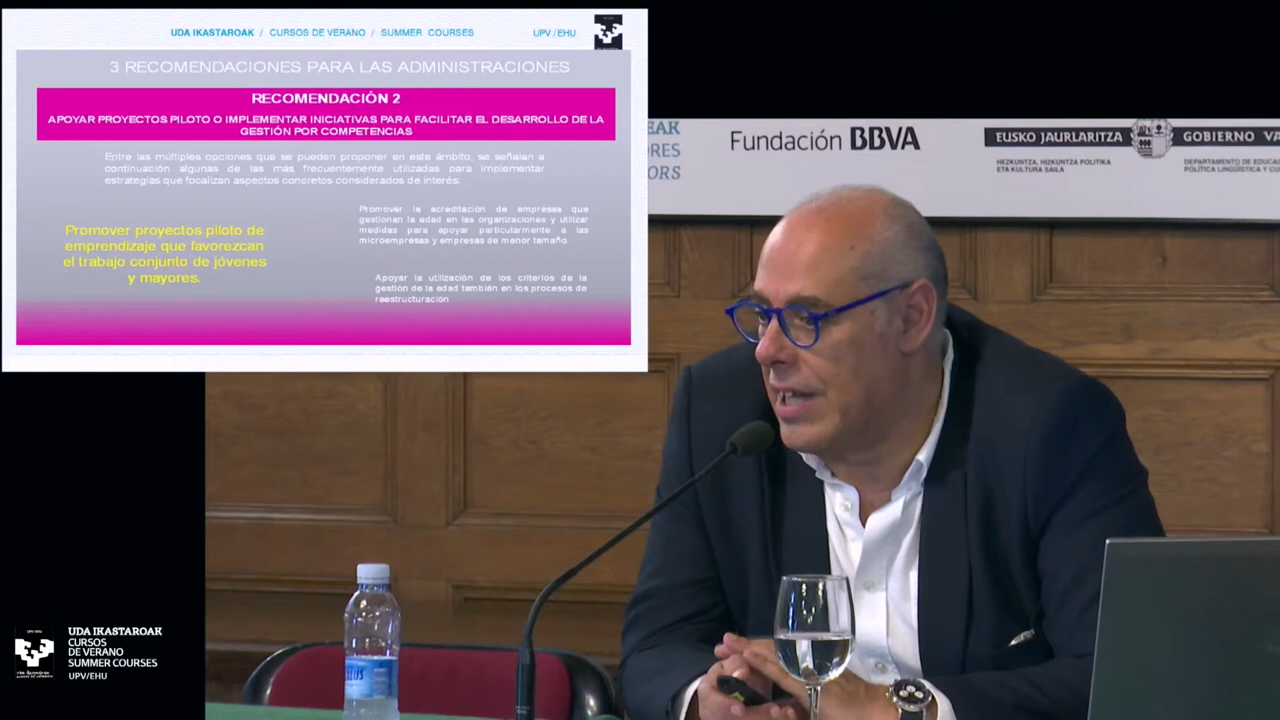 UDA IKASTAROAK / CURSOS DE VERANO / SUMMER COURSES UPV/EHU
3 RECOMENDACIONES PARA LAS ADMINISTRACIONES
RECOMENDACIÓN 2
APOYAR PROYECTOS PILOTO O IMPLEMENTAR INICIATIVAS PARA FACILITAR EL DESARROLLO DE LA
GESTIÓN POR COMPETENCIAS
Entre las múltiples opciones que se pueden proponer en este ámbito, se señalan a
continuación algunas de las más frecuentemente utilizadas para implementar
estrategias que focalizan aspectos concretos considerados de interés:
Promover proyectos piloto de
emprendizaje que favorezcan
el trabajo conjunto de jóvenes
y mayores.
Promover la acreditación de empresas que
gestionan la edad en las organizaciones y utilizar
medidas para apoyar particularmente a las
microempresas y empresas de menor tamaño.
Apoyar la utilización de los criterios de la
gestión de la edad también en los procesos de
reestructuración
EAK
ORES
ORS
Fundación BBVA
EUSKO JAURLARITZA GOBIERNO VA
HEZKUNTZA, HIZKUNTZA POLITIKA
ETA KULTURA SAILA
DEPARTAMENTO DE EDUCA
POLÍTICA LINGÜÍSTICA Y CU
UDA IKASTAROAK
CURSOS
DE VERANO
SUMMER COURSES
UPV/EHU